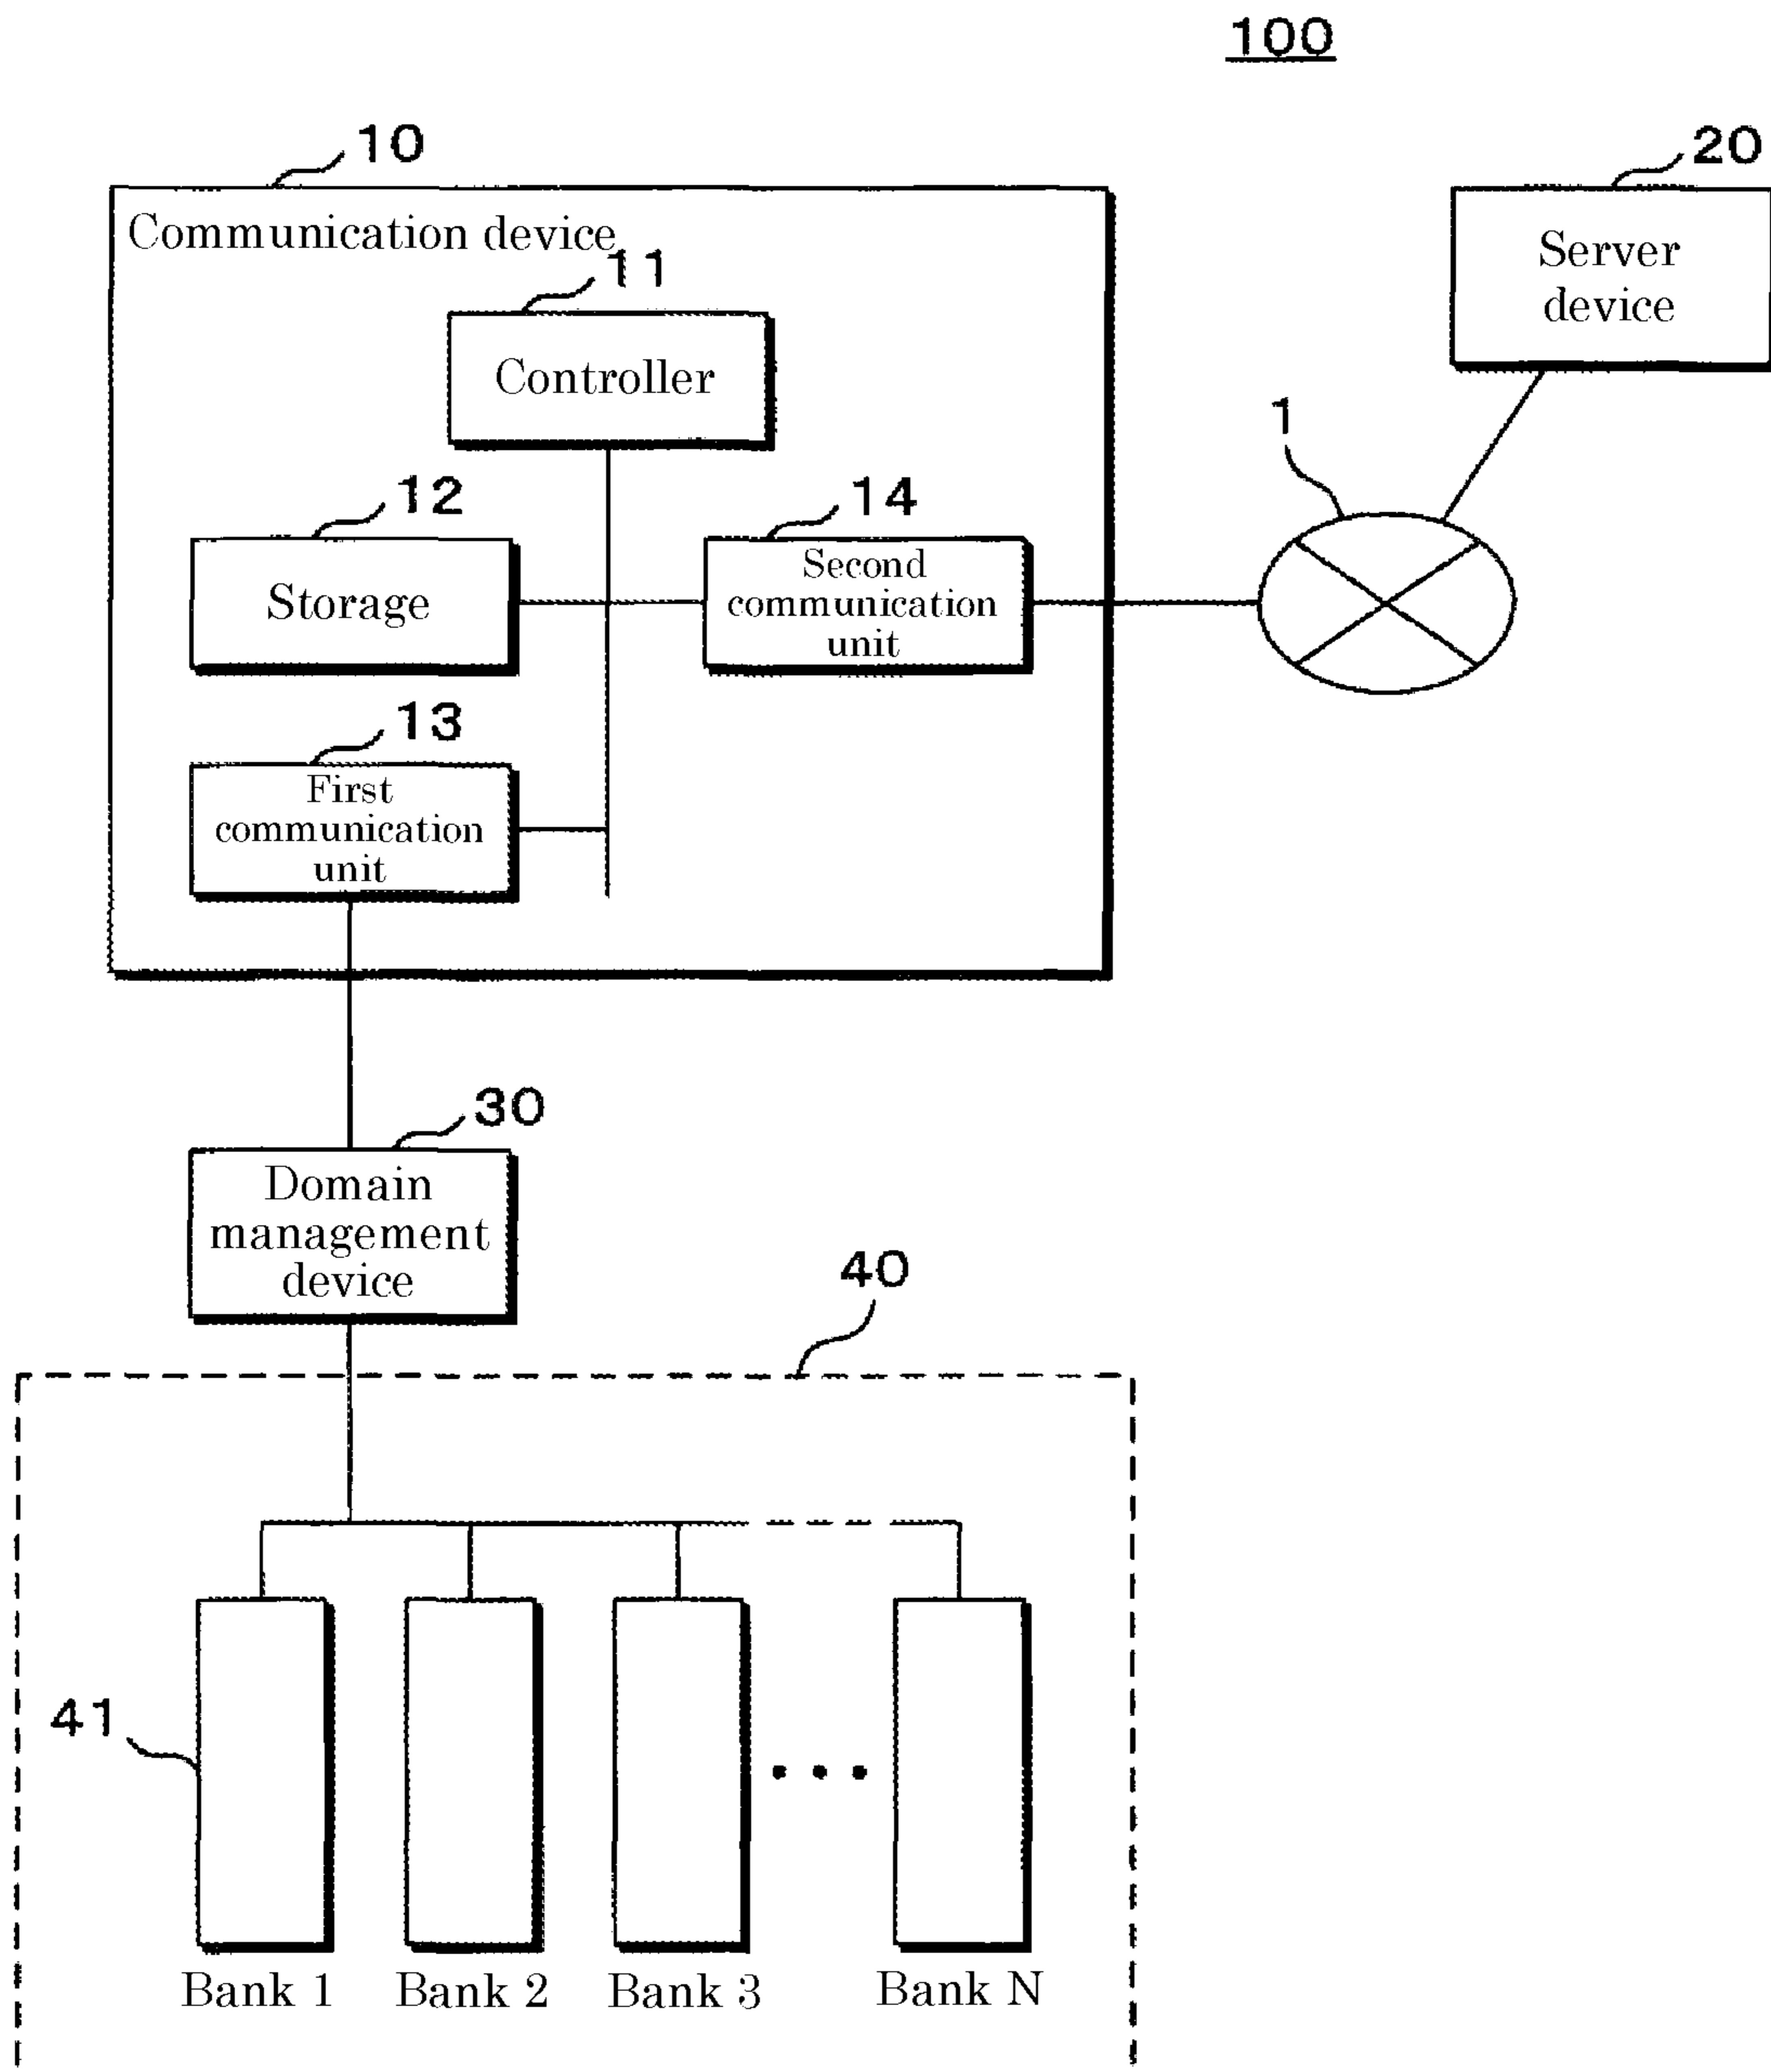 100
10
20
Communication device
11
Server
device
Controller
1
12
14
Storage
Second
communication
unit
13
First
communication
unit
30
Domain
management
device
40
41
Bank 1
Bank 2
Bank 3
Bank N